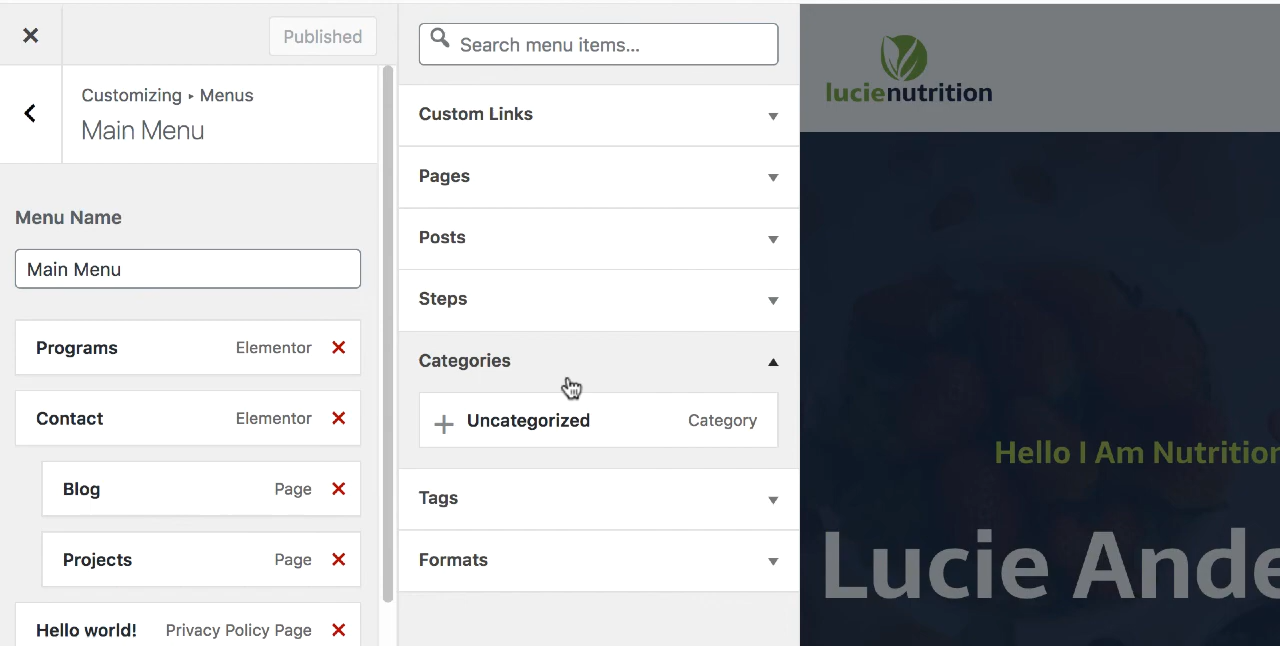 Published
Customizing ▸ Menus
Main Menu
Menu Name
Main Menu
Programs Elementor
Contact Elementor
Blog Page
Projects Page
Hello world! Privacy Policy Page
Search menu items...
Custom Links
Pages
Posts
Steps
Categories
Uncategorized Category
Tags
Formats
lucienutrition
Hello I Am Nutrition
Lucie Ande